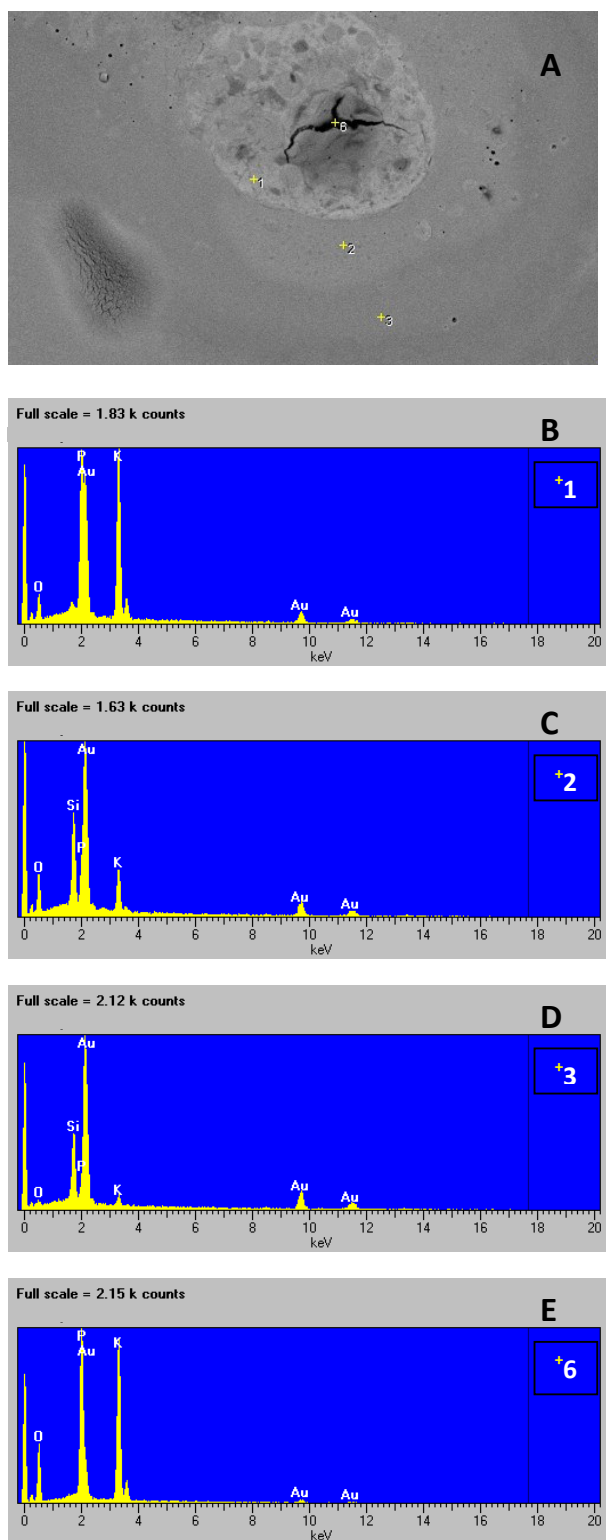 A
+6
+1
+2
+3
Full scale = 1.83 k counts
B
P
K
Au
+1
O
Au
Au
0 2 4 6 8 10 12 14 16 18 20
keV
Full scale = 1.63 k counts
C
Au
+2
Si
P
O
K
Au
Au
0 2 4 6 8 10 12 14 16 18 20
keV
Full scale = 2.12 k counts
D
Au
+3
Si
P
O
K
Au
Au
0 2 4 6 8 10 12 14 16 18 20
keV
Full scale = 2.15 k counts
E
P
K
Au
+6
O
Au
Au
0 2 4 6 8 10 12 14 16 18 20